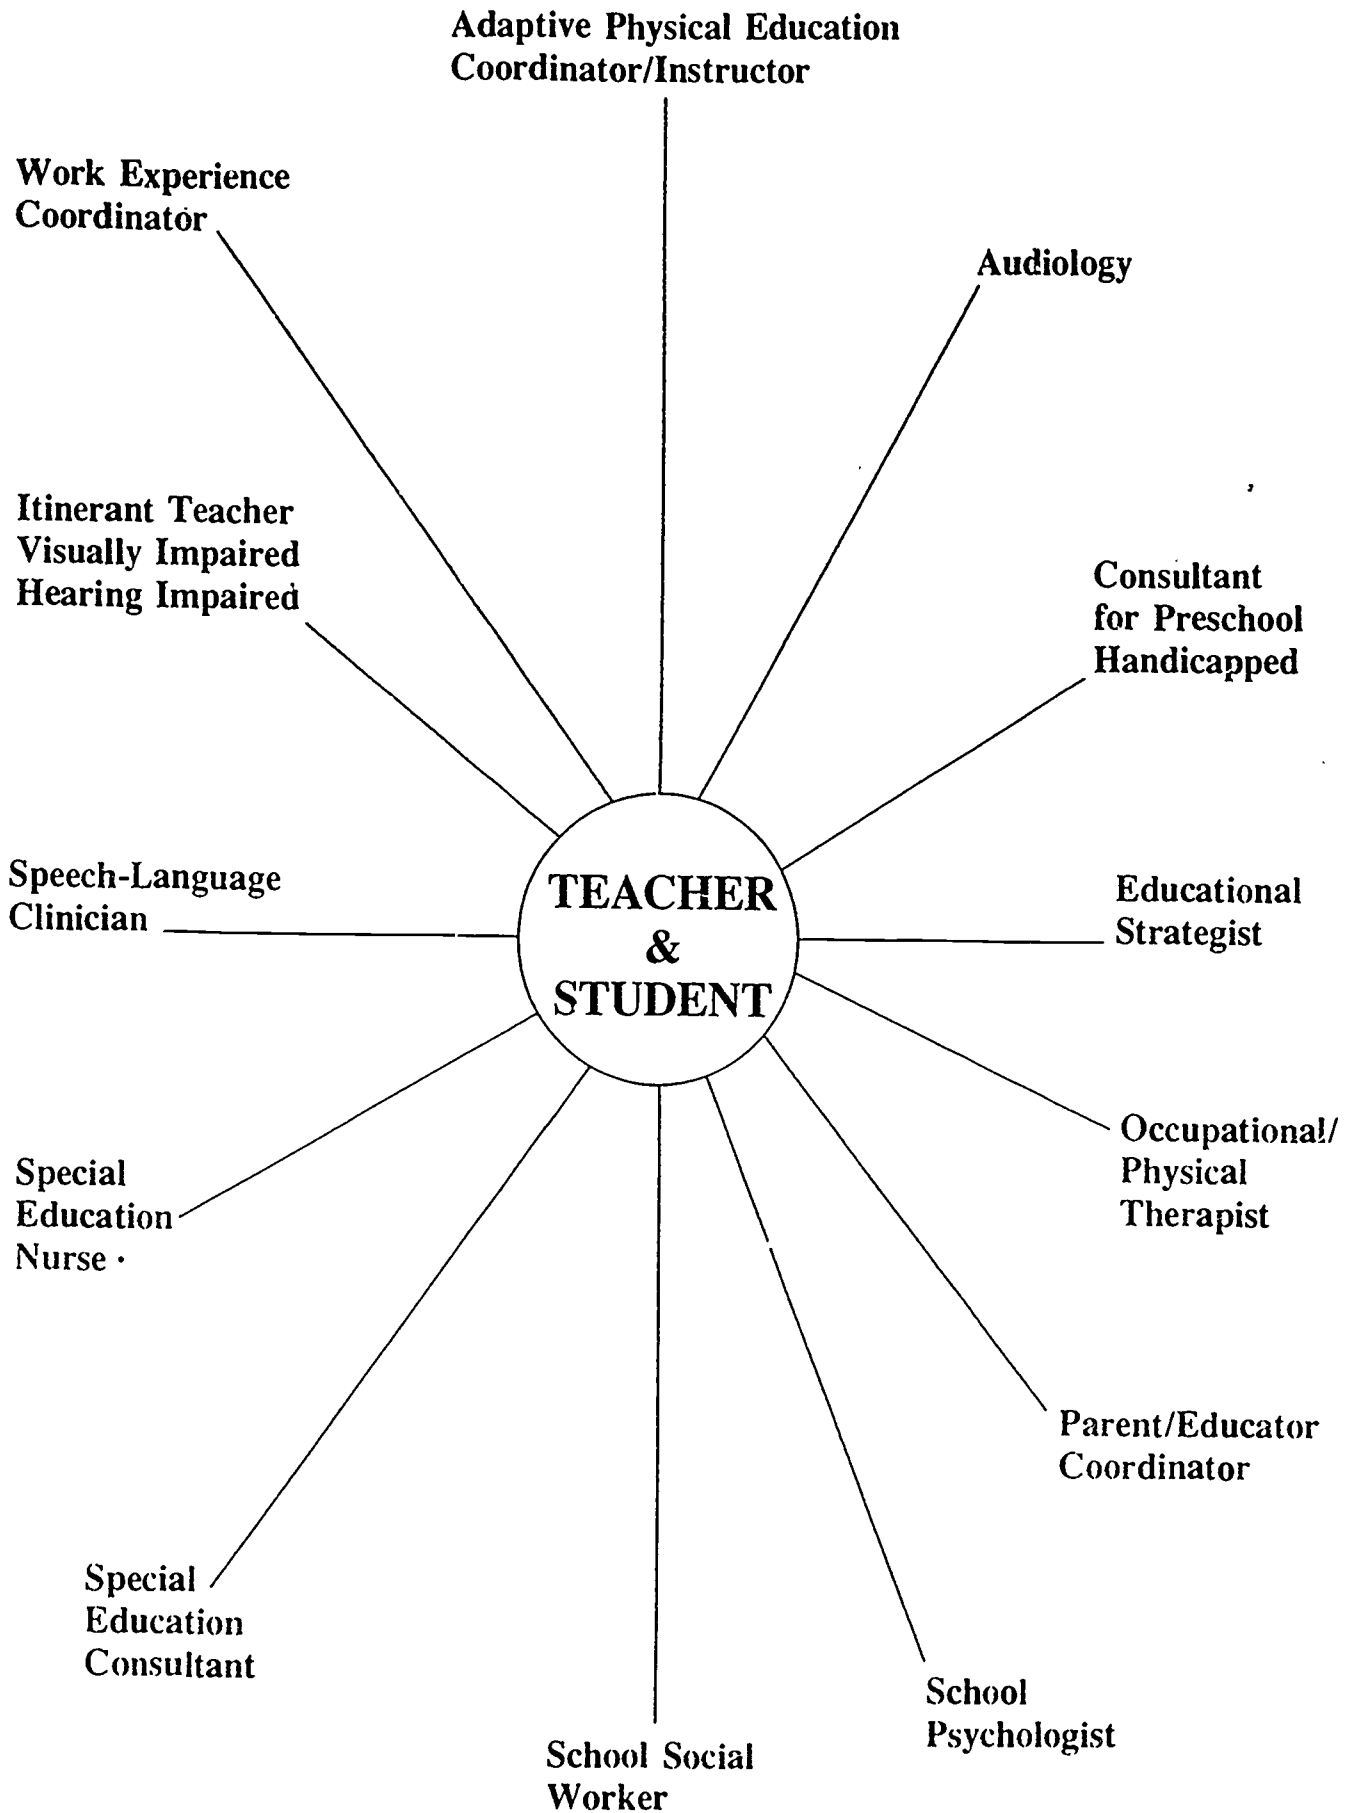 Adaptive Physical Education
Coordinator/Instructor
Work Experience
Coordinator
Audiology
Itinerant Teacher
Visually Impaired
Hearing Impaired
Consultant
for Preschool
Handicapped
Speech-Language
Clinician
TEACHER
&
STUDENT
Educational
Strategist
Occupational/
Physical
Therapist
Special
Education
Nurse
Parent/Educator
Coordinator
Special
Education
Consultant
School
Psychologist
School Social
Worker